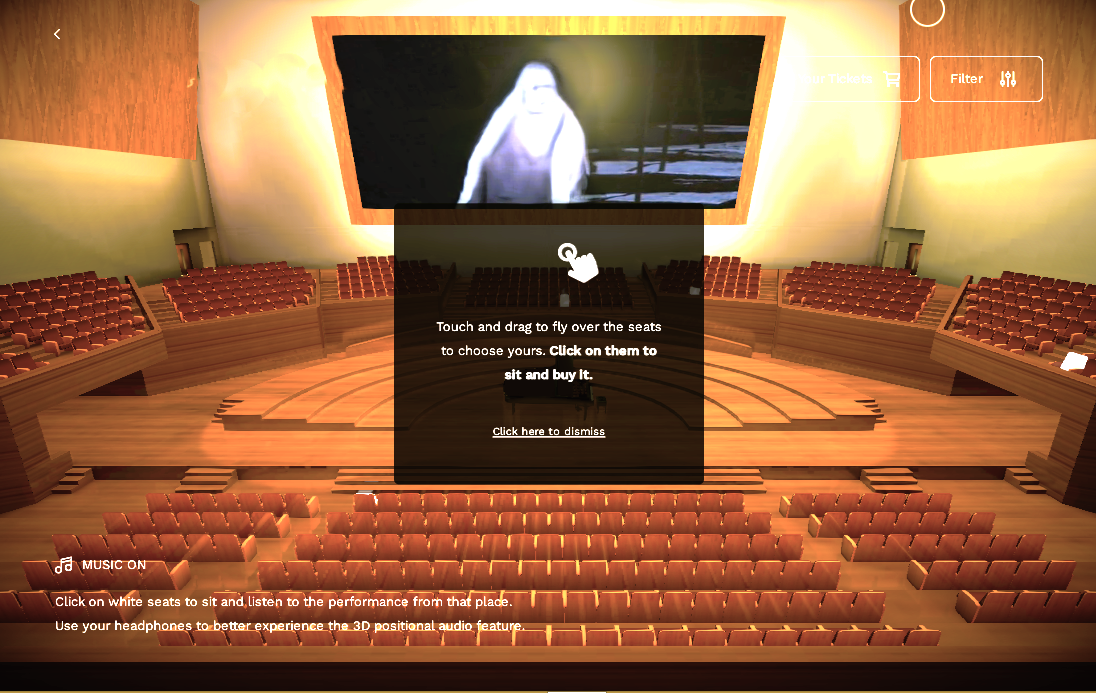 Tickets
Filter
Touch and drag to fly over the seats
to choose yours. Click on them to
sit and buy it.
Click here to dismiss
MUSIC ON
Click on white seats to sit and listen to the performance from that place.
Use your headphones to better experience the 3D positional audio feature.